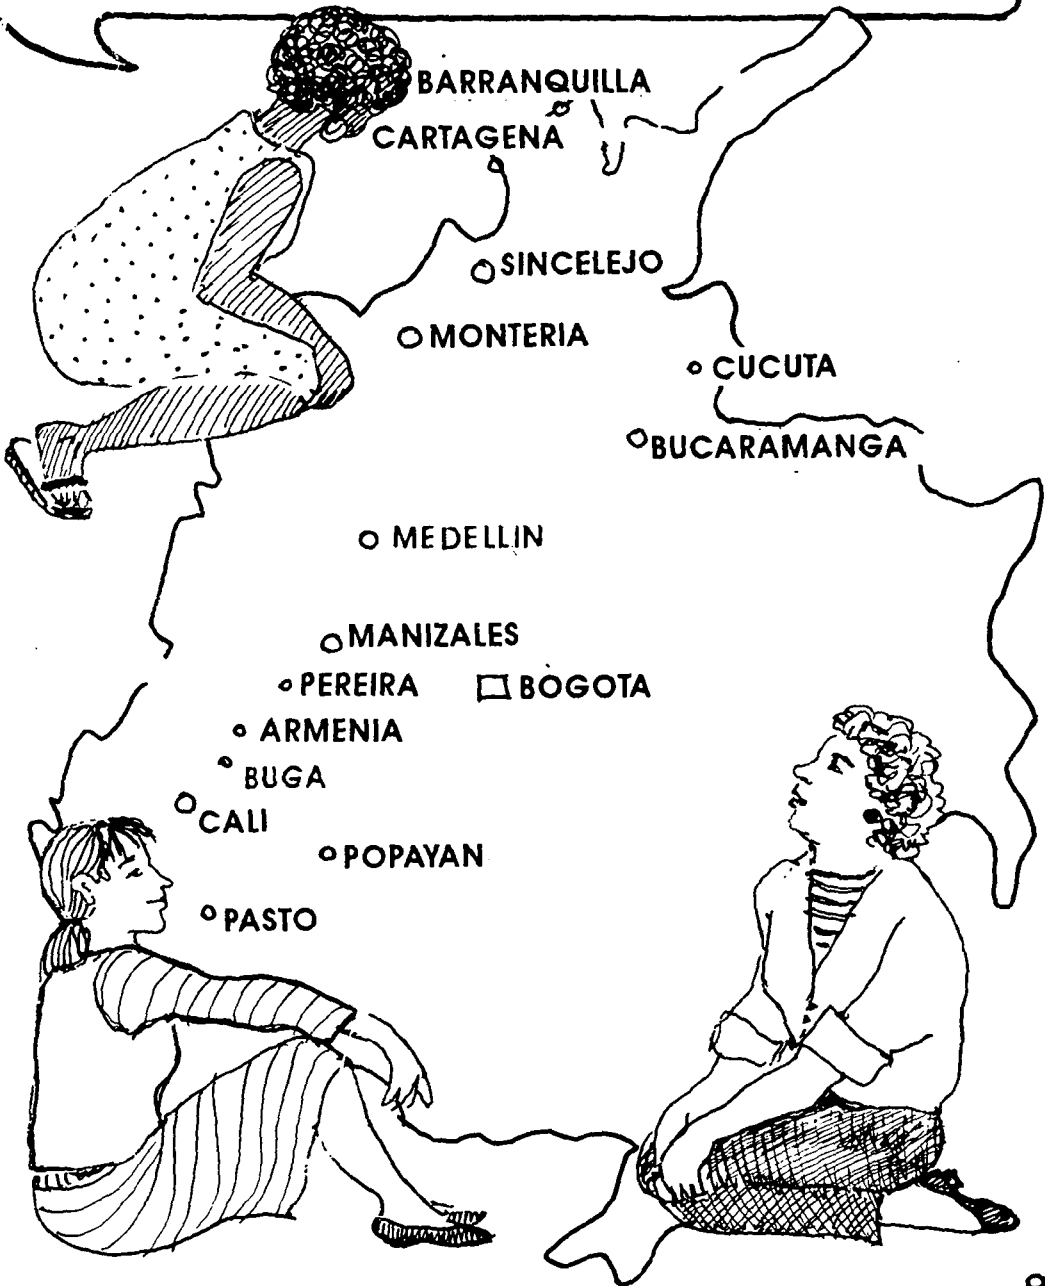 BARRANQUILLA
CARTAGENA
SINCELEJO
MONTERIA
CUCUTA
BUCARAMANGA
MEDELLIN
MANIZALES
PEREIRA
BOGOTA
ARMENIA
BUGA
CALI
POPAYAN
PASTO